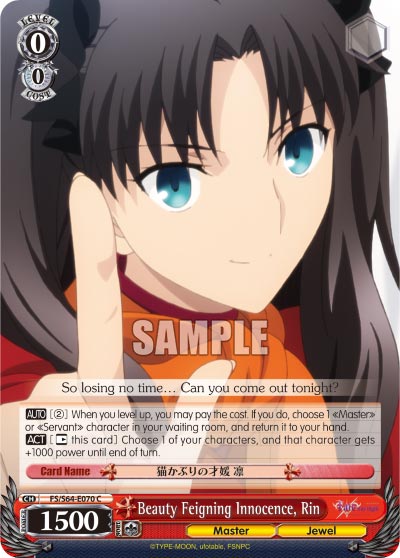 LEVEL
0
0
COST
SAMPLE
So losing no time… Can you come out tonight?
AUTO [②] When you level up, you may pay the cost. If you do, choose 1 «Master»
or «Servant» character in your waiting room, and return it to your hand.
ACT [ this card] Choose 1 of your characters, and that character gets
+1000 power until end of turn.
Card Name 猫かぶりの才媛 凛
CH FS/S64-E070 C
POWER 1500 SOUL Beauty Feigning Innocence, Rin
Master Jewel
©TYPE-MOON, ufotable, FSNPC